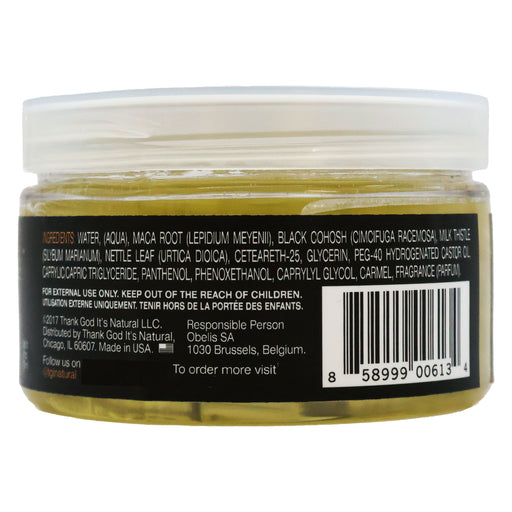 INGREDIENTS WATER, (AQUA), MACA ROOT (LEPIDIUM MEYENII), BLACK COHOSH (CIMOIFUGA RACEMOSA), MILK THISTLE
(SLYBUM MARIANUM), NETTLE LEAF (URTICA DIOICA), CETEARETH-25, GLYCERIN, PEG-40 HYDROGENATED CASTOR OIL
CAPRYLIC CAPRIC TRIGLYCERIDE, PANTHENOL, PHENOXETHANOL, CAPRYLYL GLYCOL, CARMEL, FRAGRANCE (PARFUM).
FOR EXTERNAL USE ONLY. KEEP OUT OF THE REACH OF CHILDREN.
UTILISATION EXTERNE UNIQUEMENT. TENIR HORS DE LA PORTÉE DES ENFANTS.
©2017 Thank God It's Natural LLC.
Distributed by Thank God It's Natural,
Chicago, IL 60607. Made in USA.
Follow us on
@tginatural
Responsible Person
Obelis SA
1030 Brussels, Belgium.
To order more visit
8 58999 00613 4